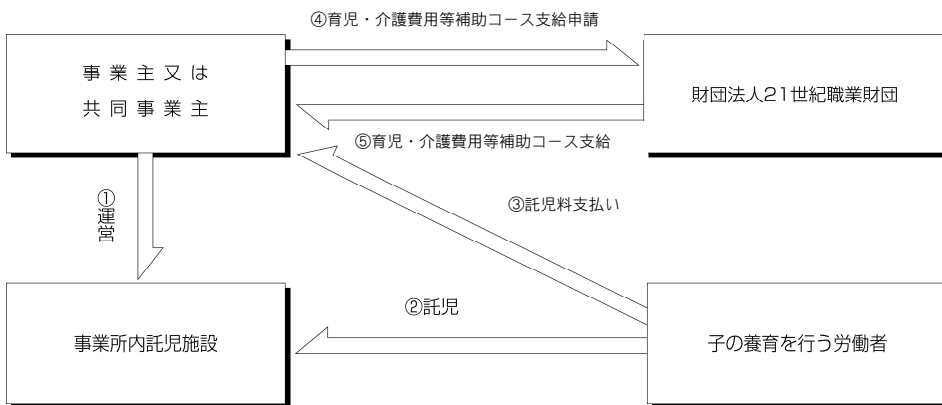 ④育児・介護費用等補助コース支給申請
事業主又は
共同事業主
財団法人21世紀職業財団
⑤育児・介護費用等補助コース支給
①運営
③託児料支払い
②託児
事業所内託児施設
子の養育を行う労働者